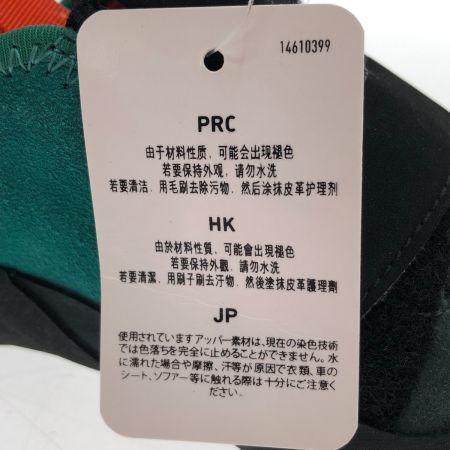 14610399
PRC
由于材料性质，可能会出现褪色
若要保持外观，请勿水洗
若要清洁，用毛刷去除污物，然后涂抹皮革护理剂
HK
由於材料性質，可能會出現褪色
若要保持外觀，請勿水洗
若要清潔，用刷子刷去汙物，然後塗抹皮革護理劑
JP
使用されていますアッパー素材は、現在の染色技術
では色落ちを完全に止めることができません。水
に濡れた場合や摩擦、汗等が原因で衣類、車の
シート、ソファー等に触れる際は十分にご注意く
ださい。